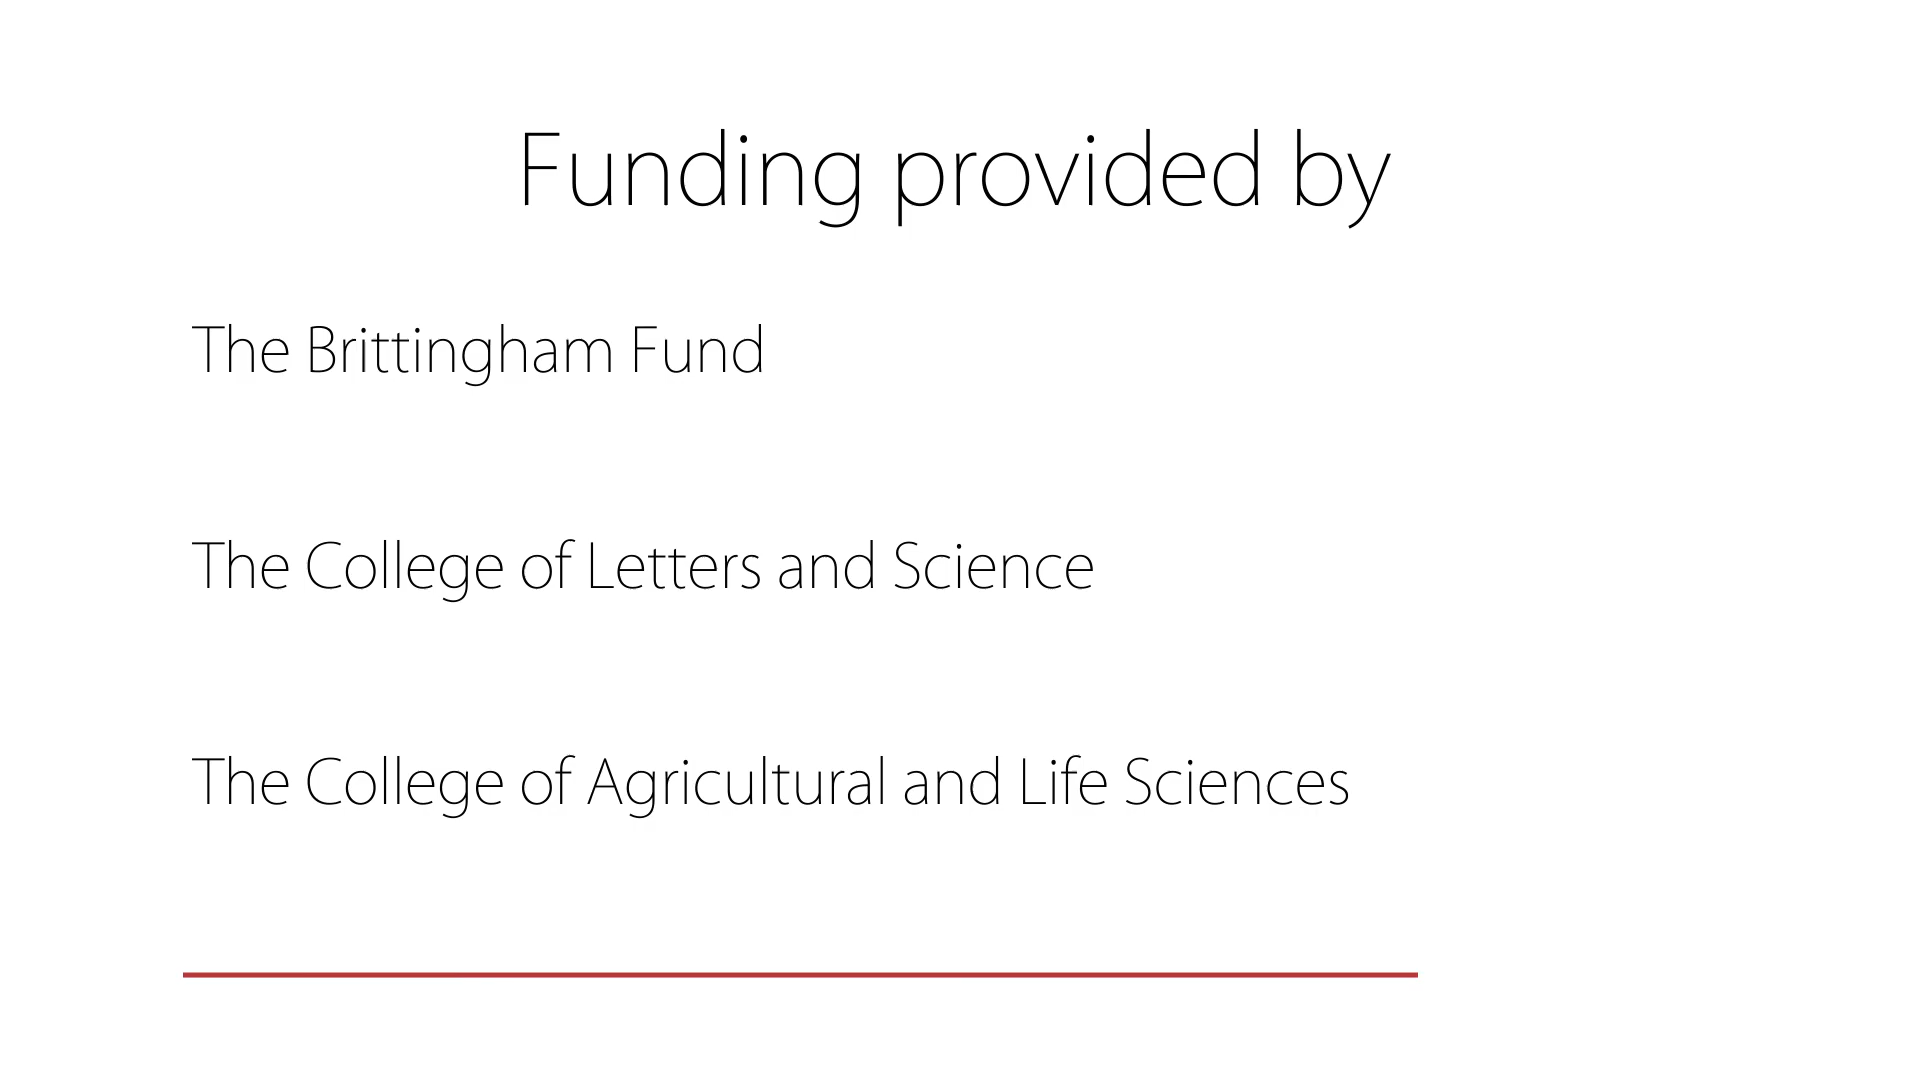 Funding provided by
The Brittingham Fund
The College of Letters and Science
The College of Agricultural and Life Sciences